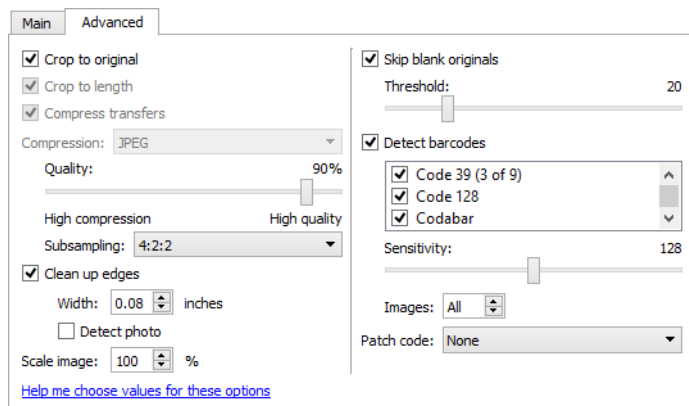 Main
Advanced
Crop to original
Crop to length
Compress transfers
Compression: JPEG
Quality: 90%
High compression High quality
Subsampling: 4:2:2
Clean up edges
Width: 0.08 inches
Detect photo
Scale image: 100 %
Help me choose values for these options
Skip blank originals
Threshold: 20
Detect barcodes
Code 39 (3 of 9)
Code 128
Codabar
Sensitivity: 128
Images: All
Patch code: None